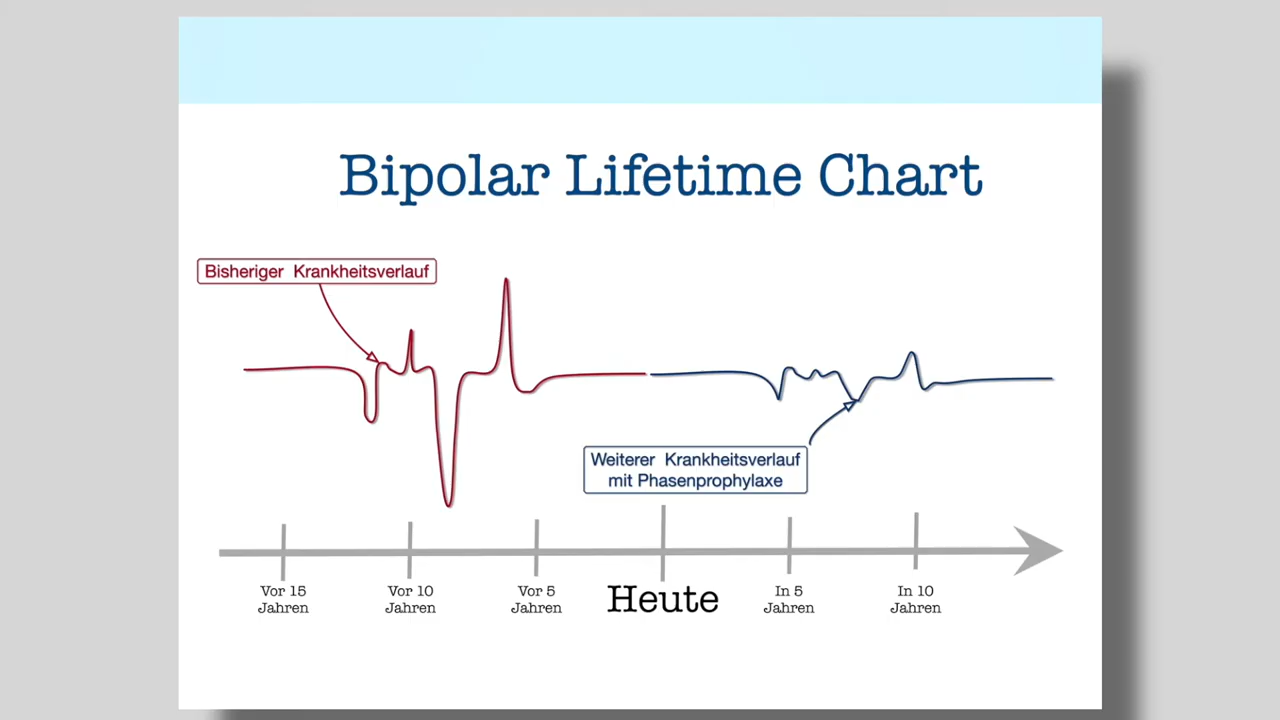 Bipolar Lifetime Chart
Bisheriger Krankheitsverlauf
Weiterer Krankheitsverlauf
mit Phasenprophylaxe
Vor 15
Jahren
Vor 10
Jahren
Vor 5
Jahren
Heute
In 5
Jahren
In 10
Jahren